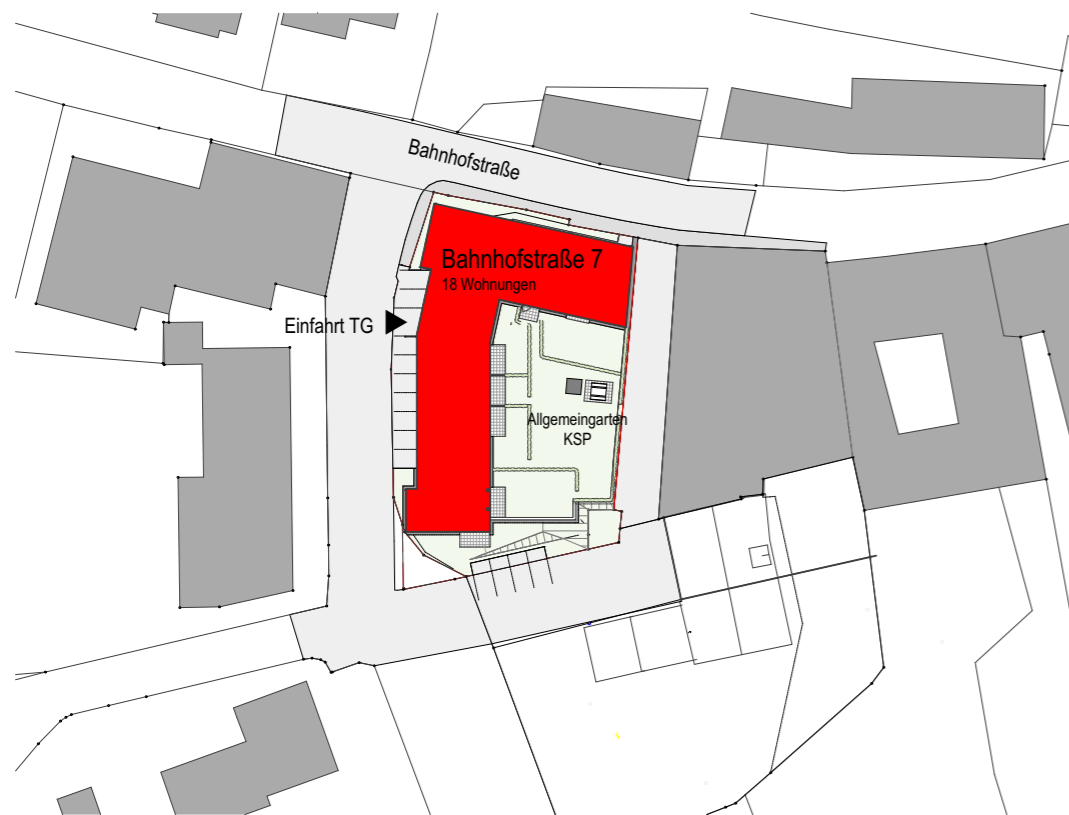 Bahnhofstraße
Bahnhofstraße 7
18 Wohnungen
Einfahrt TG
Allgemeingarten
KSP